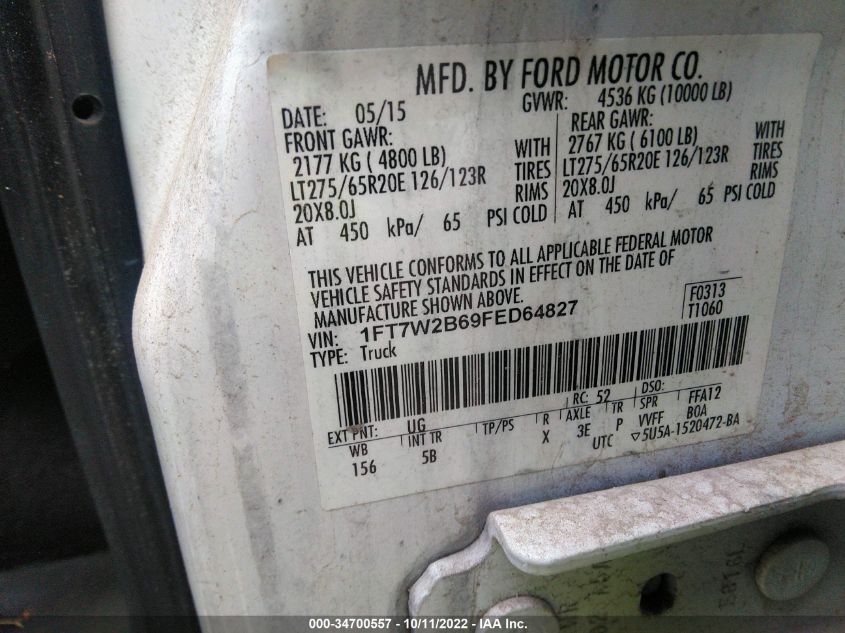 MFD. BY FORD MOTOR CO.
DATE: 05/15 GVWR: 4536 KG (10000 LB)
FRONT GAWR: REAR GAWR:
2177 KG ( 4800 LB) WITH 2767 KG ( 6100 LB) WITH
LT275/65R20E 126/123R TIRES LT275/65R20E 126/123R TIRES
20X8.0J RIMS 20X8.0J RIMS
AT 450 kPa/ 65 PSI COLD AT 450 kPa/ 65 PSI COLD
THIS VEHICLE CONFORMS TO ALL APPLICABLE FEDERAL MOTOR
VEHICLE SAFETY STANDARDS IN EFFECT ON THE DATE OF
MANUFACTURE SHOWN ABOVE.
VIN: 1FT7W2B69FED64827 F0313
TYPE: Truck T1060
EXT PNT: UG RC: 52 DSO:
WB INT TR TP/PS R AXLE TR SPR FFA12
156 5B X 3E P VVFF BOA
UTC ▽5U5A-1520472-BA
000-34700557 - 10/11/2022 - IAA Inc.